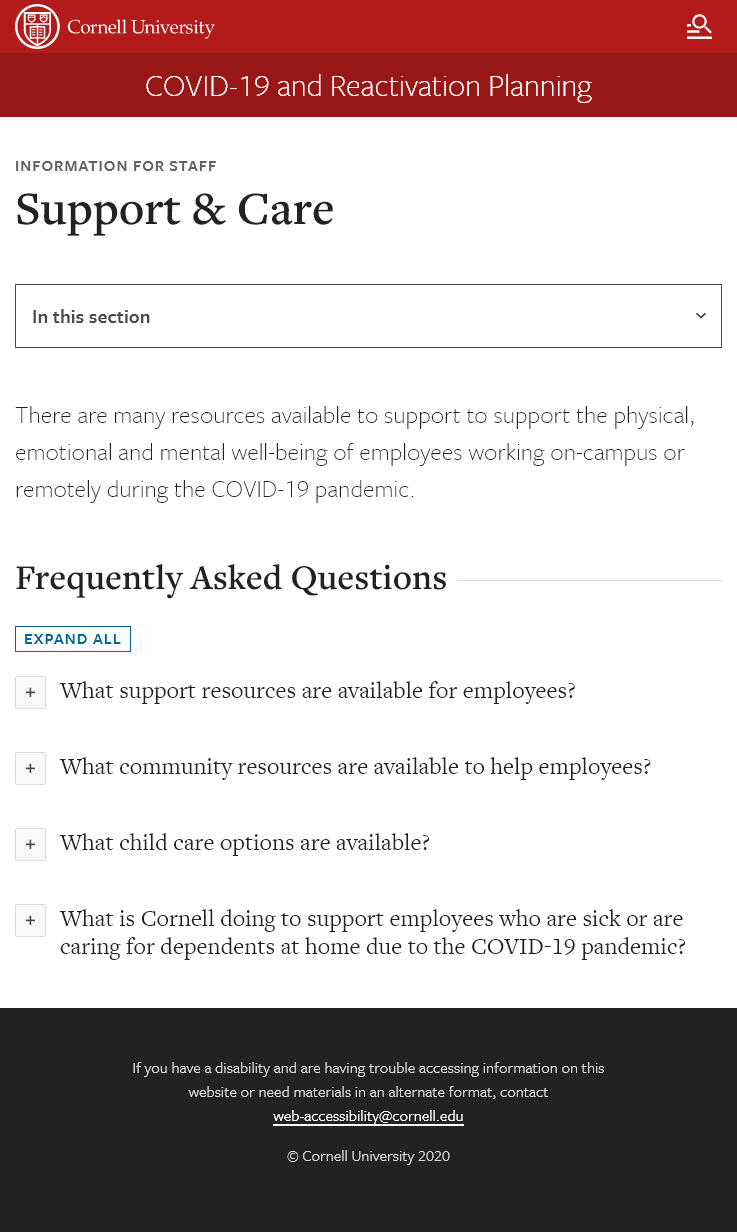 Cornell University
COVID-19 and Reactivation Planning
INFORMATION FOR STAFF
Support & Care
In this section
There are many resources available to support to support the physical,
emotional and mental well-being of employees working on-campus or
remotely during the COVID-19 pandemic.
Frequently Asked Questions
EXPAND ALL
+ What support resources are available for employees?
+ What community resources are available to help employees?
+ What child care options are available?
+ What is Cornell doing to support employees who are sick or are
caring for dependents at home due to the COVID-19 pandemic?
If you have a disability and are having trouble accessing information on this
website or need materials in an alternate format, contact
web-accessibility@cornell.edu
© Cornell University 2020